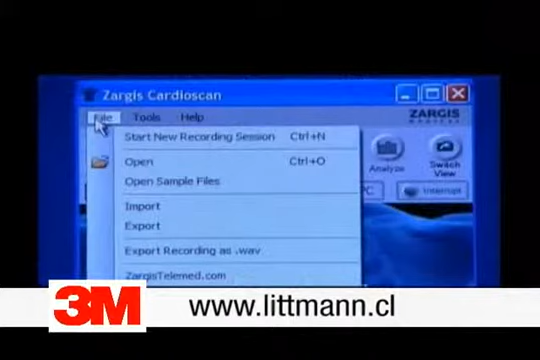 Zargis Cardioscan
File Tools Help
ZARGIS
Start New Recording Session Ctrl+N
Open Ctrl+O
Open Sample Files
Import
Export
Export Recording as .wav
ZargisTelemed.com
Analyze
Switch View
Interrupt
3M www.littmann.cl